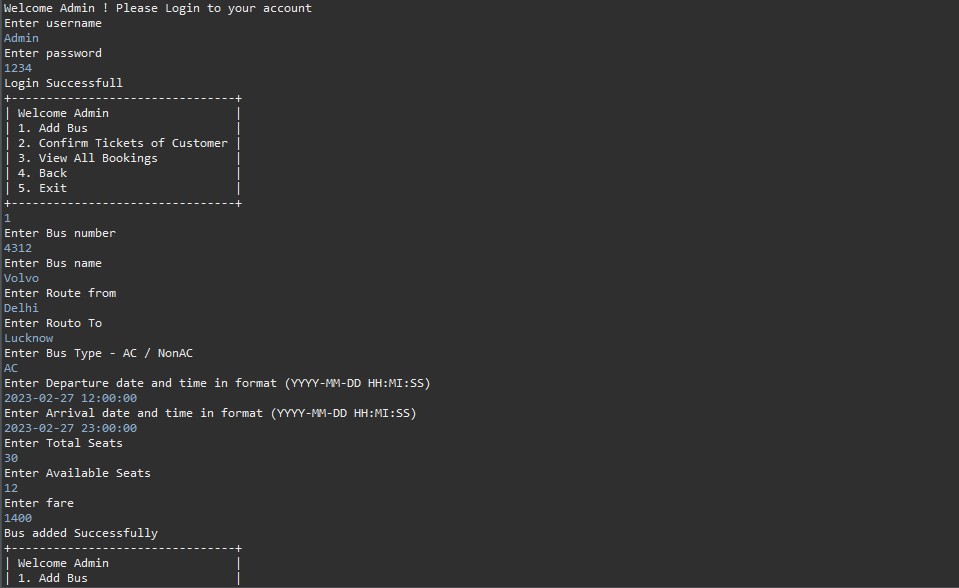 Welcome Admin ! Please Login to your account
Enter username
Admin
Enter password
1234
Login Successfull
+--------------------------------+
| Welcome Admin                  |
| 1. Add Bus                     |
| 2. Confirm Tickets of Customer |
| 3. View All Bookings           |
| 4. Back                        |
| 5. Exit                        |
+--------------------------------+
1
Enter Bus number
4312
Enter Bus name
Volvo
Enter Route from
Delhi
Enter Routo To
Lucknow
Enter Bus Type - AC / NonAC
AC
Enter Departure date and time in format (YYYY-MM-DD HH:MI:SS)
2023-02-27 12:00:00
Enter Arrival date and time in format (YYYY-MM-DD HH:MI:SS)
2023-02-27 23:00:00
Enter Total Seats
30
Enter Available Seats
12
Enter fare
1400
Bus added Successfully
+--------------------------------+
| Welcome Admin                  |
| 1. Add Bus                     |